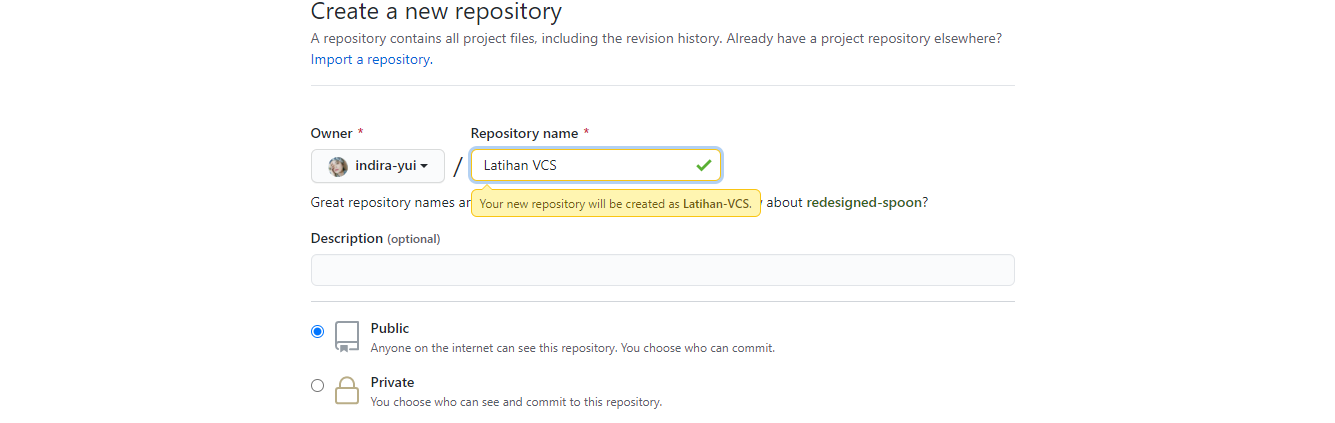 Create a new repository
A repository contains all project files, including the revision history. Already have a project repository elsewhere?
Import a repository.
Owner * Repository name *
indira-yui / Latihan VCS
Your new repository will be created as Latihan-VCS.
Great repository names about redesigned-spoon?
Description (optional)
Public
Anyone on the internet can see this repository. You choose who can commit.
Private
You choose who can see and commit to this repository.